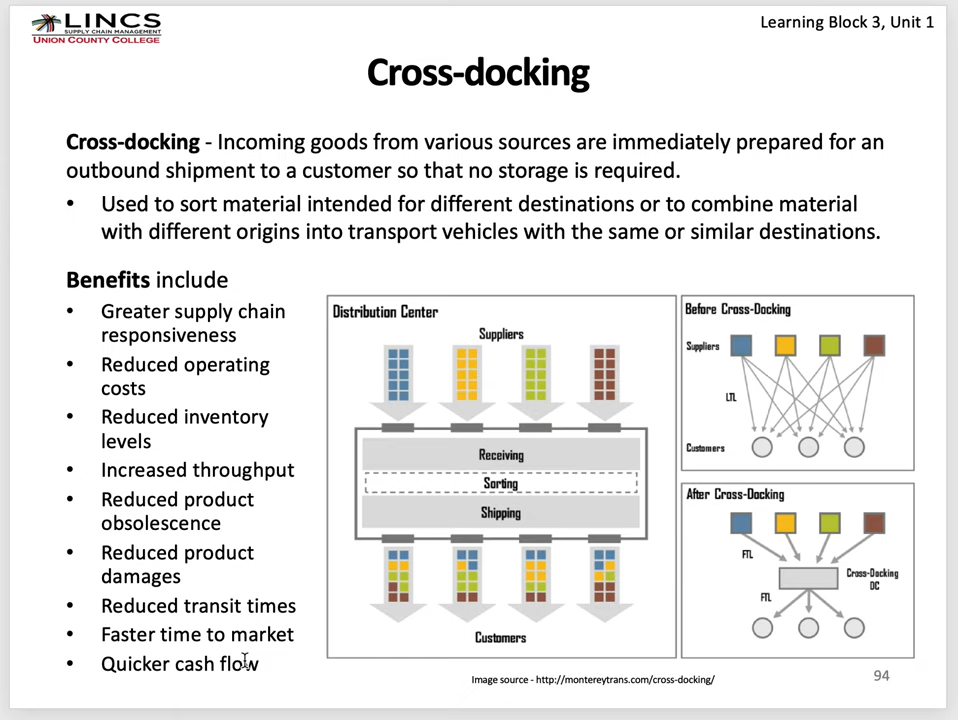 LINCS
SUPPLY CHAIN MANAGEMENT
UNION COUNTY COLLEGE
Learning Block 3, Unit 1
Cross-docking
Cross-docking - Incoming goods from various sources are immediately prepared for an
outbound shipment to a customer so that no storage is required.
• Used to sort material intended for different destinations or to combine material
with different origins into transport vehicles with the same or similar destinations.
Benefits include
• Greater supply chain
responsiveness
• Reduced operating
costs
• Reduced inventory
levels
• Increased throughput
• Reduced product
obsolescence
• Reduced product
damages
• Reduced transit times
• Faster time to market
• Quicker cash flow
Distribution Center
Suppliers
Receiving
Sorting
Shipping
Customers
Before Cross-Docking
Suppliers
LTL
Customers
After Cross-Docking
FTL
Cross-Docking
DC
FTL
Image source - http://montereytrans.com/cross-docking/
94